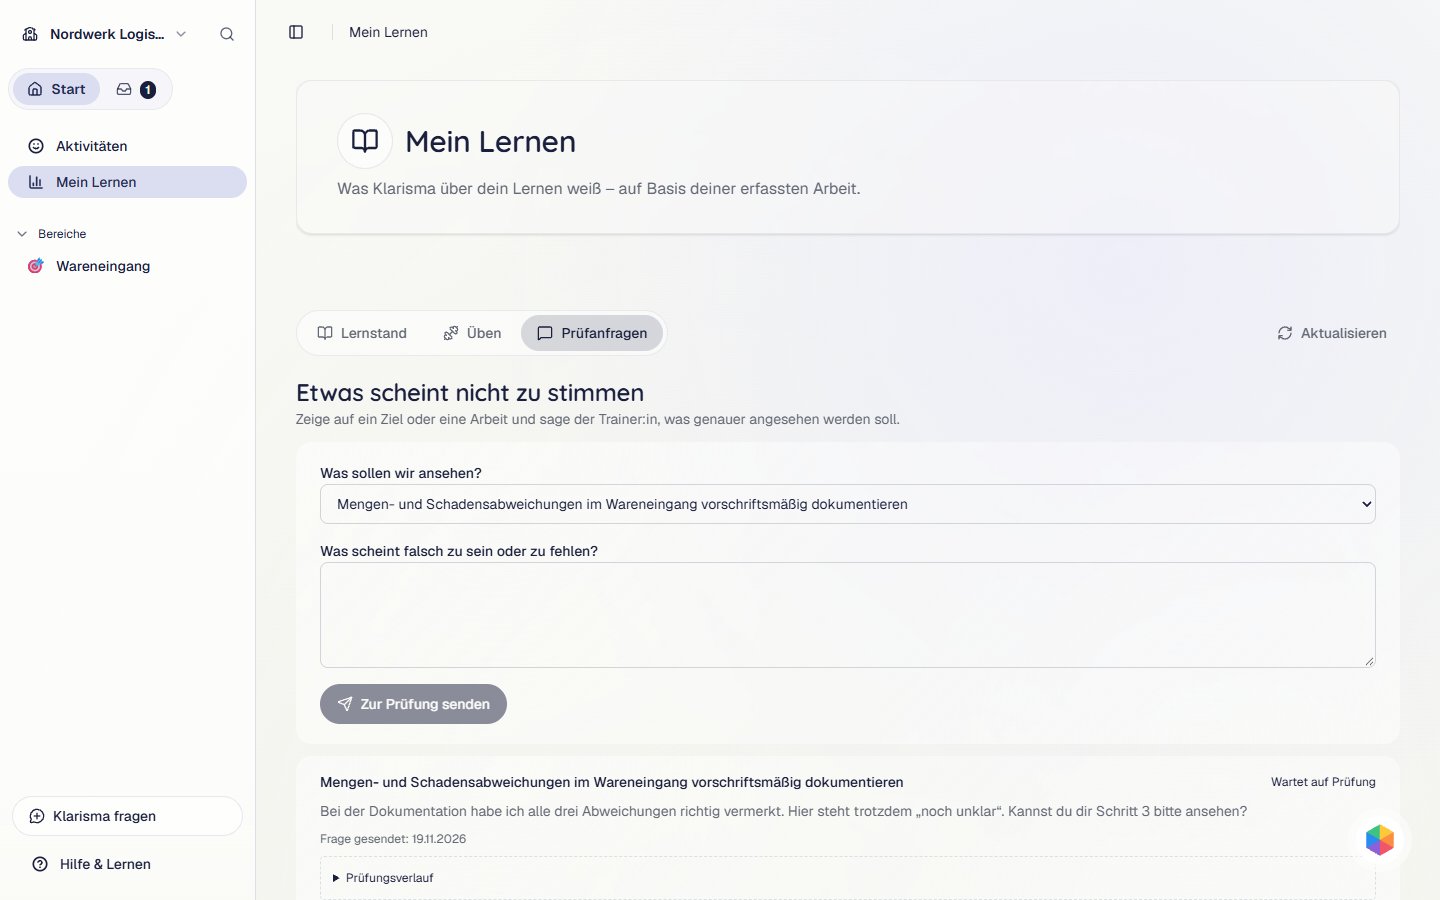 Nordwerk Logis...
Start
1
Aktivitäten
Mein Lernen
Bereiche
Wareneingang
Klarisma fragen
Hilfe & Lernen
Mein Lernen
Mein Lernen
Was Klarisma über dein Lernen weiß – auf Basis deiner erfassten Arbeit.
Lernstand
Üben
Prüfanfragen
Aktualisieren
Etwas scheint nicht zu stimmen
Zeige auf ein Ziel oder eine Arbeit und sage der Trainer:in, was genauer angesehen werden soll.
Was sollen wir ansehen?
Mengen- und Schadensabweichungen im Wareneingang vorschriftsmäßig dokumentieren
Was scheint falsch zu sein oder zu fehlen?
Zur Prüfung senden
Mengen- und Schadensabweichungen im Wareneingang vorschriftsmäßig dokumentieren
Wartet auf Prüfung
Bei der Dokumentation habe ich alle drei Abweichungen richtig vermerkt. Hier steht trotzdem „noch unklar“. Kannst du dir Schritt 3 bitte ansehen?
Frage gesendet: 19.11.2026
Prüfungsverlauf